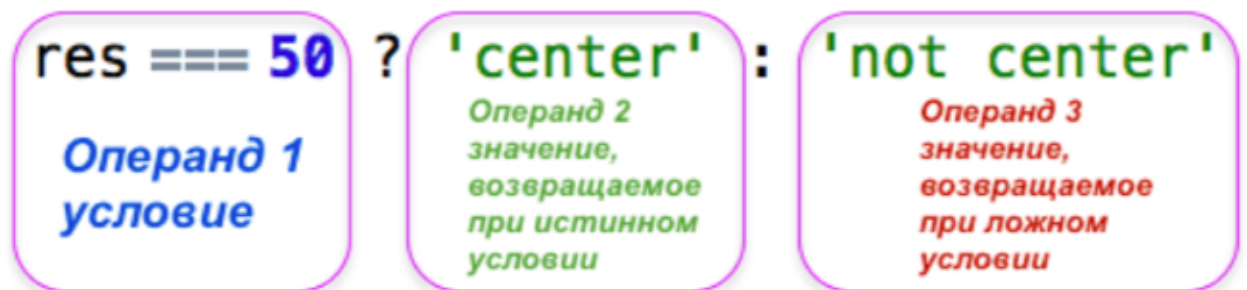 res === 50 ? 'center' : 'not center'
Операнд 1
условие
Операнд 2
значение,
возвращаемое
при истинном
условии
Операнд 3
значение,
возвращаемое
при ложном
условии